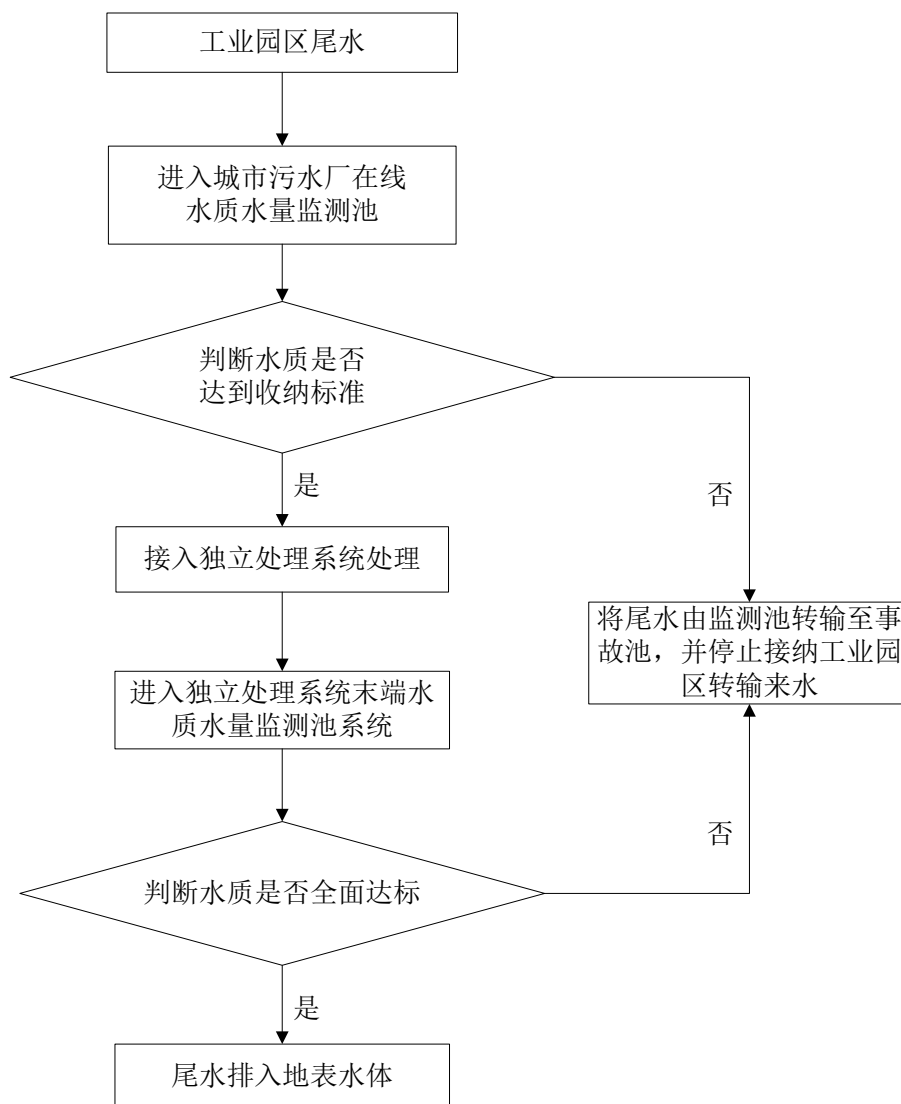 工业园区尾水
进入城市污水厂在线
水质水量监测池
判断水质是否
达到收纳标准
是
否
接入独立处理系统处理
将尾水由监测池转输至事
故池，并停止接纳工业园
区转输来水
进入独立处理系统末端水
质水量监测池系统
否
判断水质是否全面达标
是
尾水排入地表水体